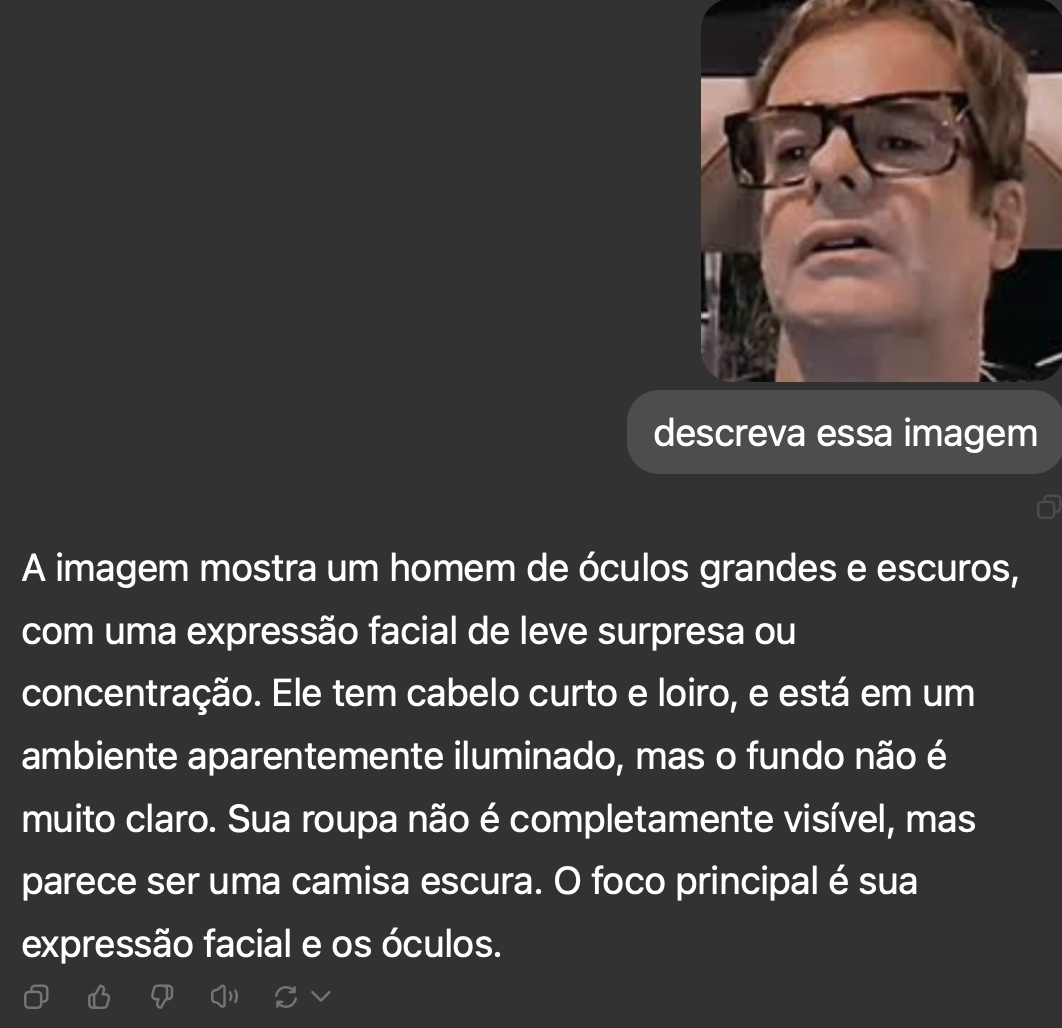 descreva essa imagem
A imagem mostra um homem de óculos grandes e escuros,
com uma expressão facial de leve surpresa ou
concentração. Ele tem cabelo curto e loiro, e está em um
ambiente aparentemente iluminado, mas o fundo não é
muito claro. Sua roupa não é completamente visível, mas
parece ser uma camisa escura. O foco principal é sua
expressão facial e os óculos.